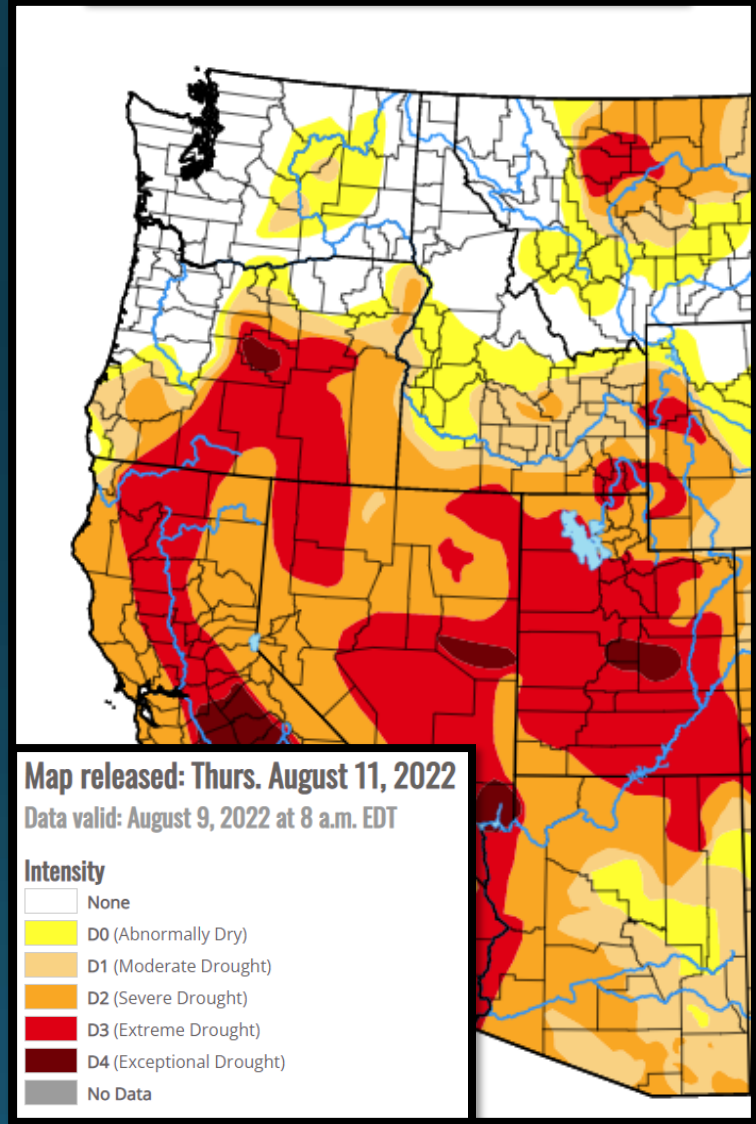 Map released: Thurs. August 11, 2022
Data valid: August 9, 2022 at 8 a.m. EDT
Intensity
None
D0 (Abnormally Dry)
D1 (Moderate Drought)
D2 (Severe Drought)
D3 (Extreme Drought)
D4 (Exceptional Drought)
No Data